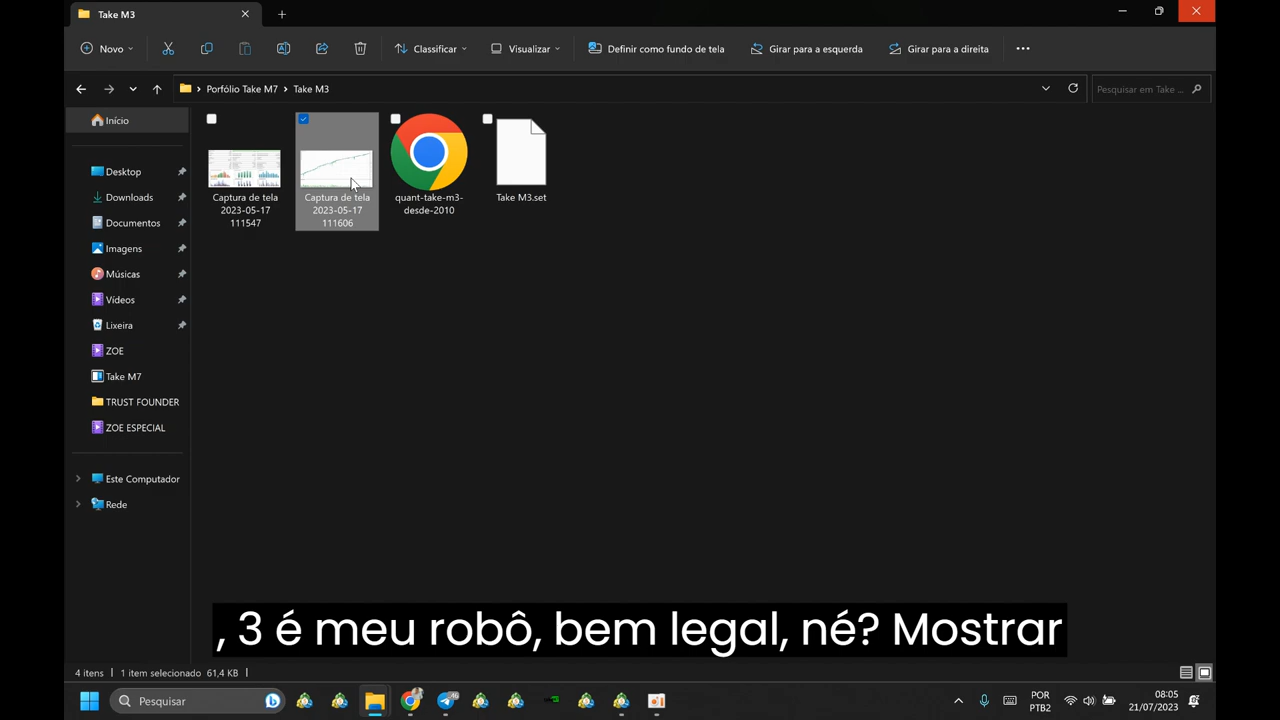 Take M3
Novo
Classificar
Visualizar
Definir como fundo de tela
Girar para a esquerda
Girar para a direita
Porfólio Take M7 > Take M3
Pesquisar em Take ...
Início
Desktop
Downloads
Documentos
Imagens
Músicas
Vídeos
Lixeira
ZOE
Take M7
TRUST FOUNDER
ZOE ESPECIAL
Este Computador
Rede
Captura de tela
2023-05-17
111547
Captura de tela
2023-05-17
111606
quant-take-m3-
desde-2010
Take M3.set
, 3 é meu robô, bem legal, né? Mostrar
4 itens
1 item selecionado 61,4 KB
Pesquisar
POR
PTB2
08:05
21/07/2023